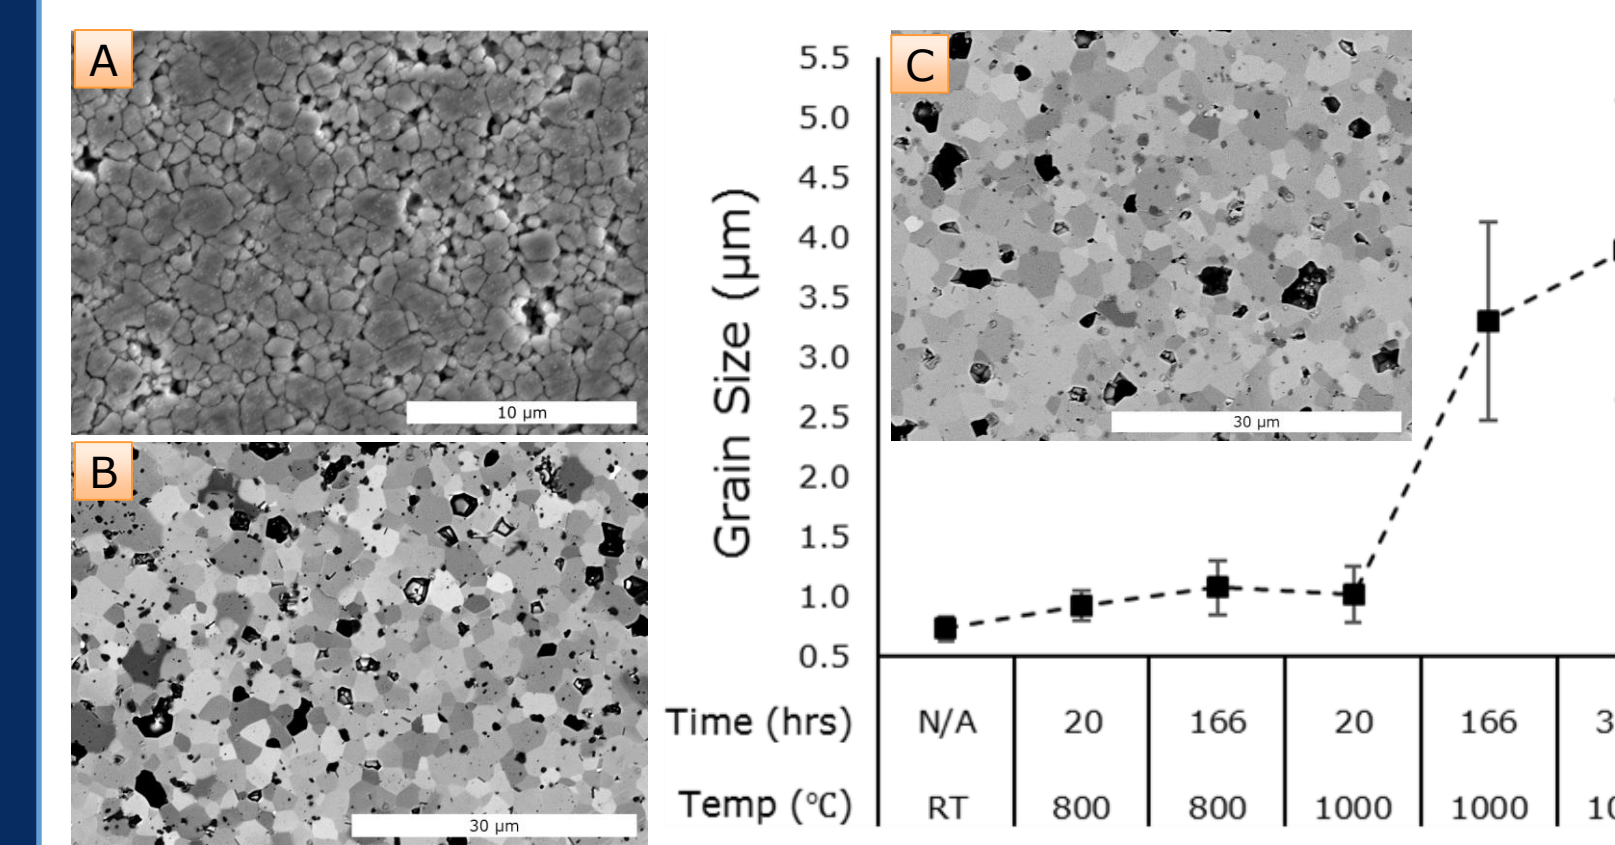 A
10 µm
B
30 µm
C
30 µm
Grain Size (µm)
5.5
5.0
4.5
4.0
3.5
3.0
2.5
2.0
1.5
1.0
0.5
Time (hrs) N/A 20 166 20 166
Temp (°C) RT 800 800 1000 1000